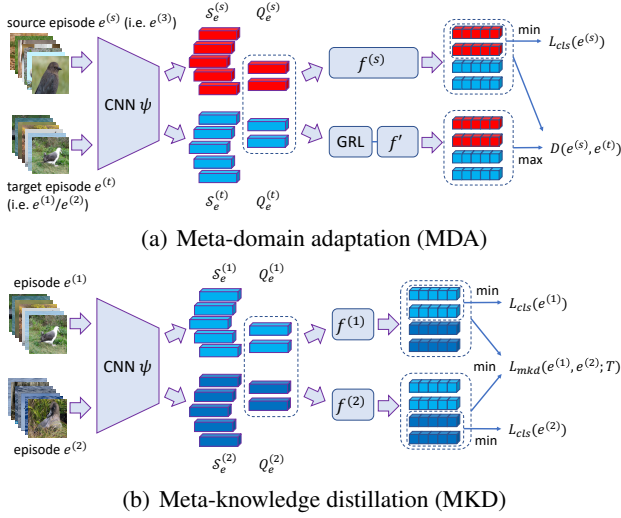 source episode e^(s) (i.e. e^(3))
S_e^(s) Q_e^(s)
min
L_cls(e^(s))
CNN ψ
f^(s)
GRL f′
D(e^(s), e^(t))
max
target episode e^(t)
(i.e. e^(1)/e^(2))
S_e^(t) Q_e^(t)
(a) Meta-domain adaptation (MDA)
episode e^(1)
S_e^(1) Q_e^(1)
min
L_cls(e^(1))
CNN ψ
f^(1)
min
L_mkd(e^(1), e^(2); T)
f^(2)
min
L_cls(e^(2))
episode e^(2)
S_e^(2) Q_e^(2)
(b) Meta-knowledge distillation (MKD)